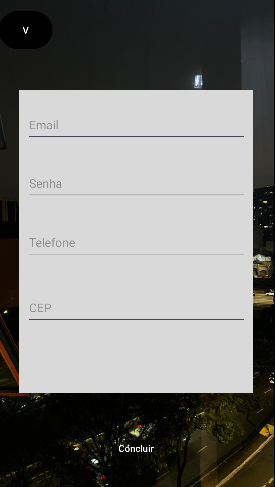 V
Email
Senha
Telefone
CEP
Concluir